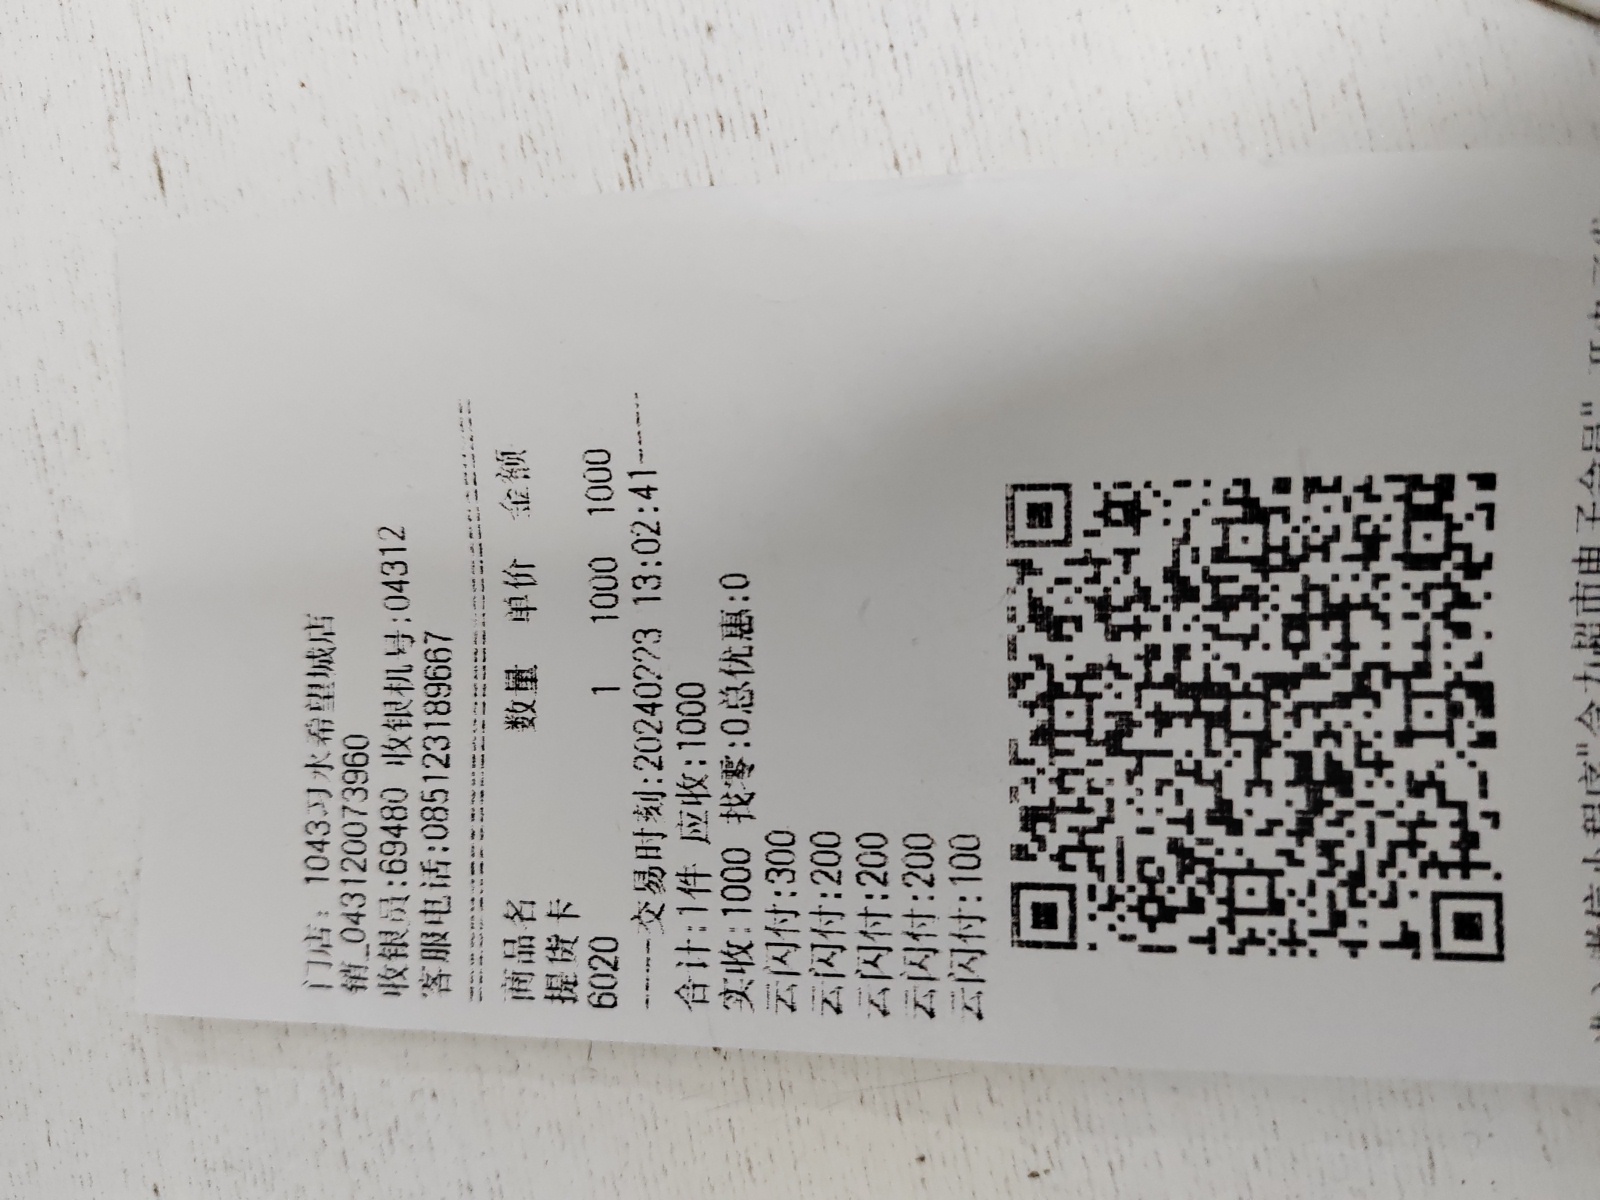 门店: 1043习水希望城店
销_0431200739​60
收银员:69480 收银机号:04312
客服电话:085123189667
商品名 数量 单价 金额
提货卡
6020 1 1000 1000
-----交易时刻:20240223 13:02:41-----
合计:1件 应收:1000
实收:1000 找零:0总优惠:0
云闪付:300
云闪付:200
云闪付:200
云闪付:200
云闪付:100